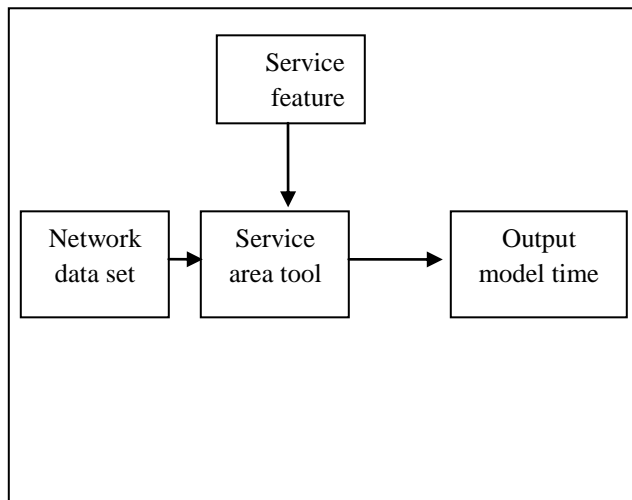 Service
feature
Network
data set
Service
area tool
Output
model time